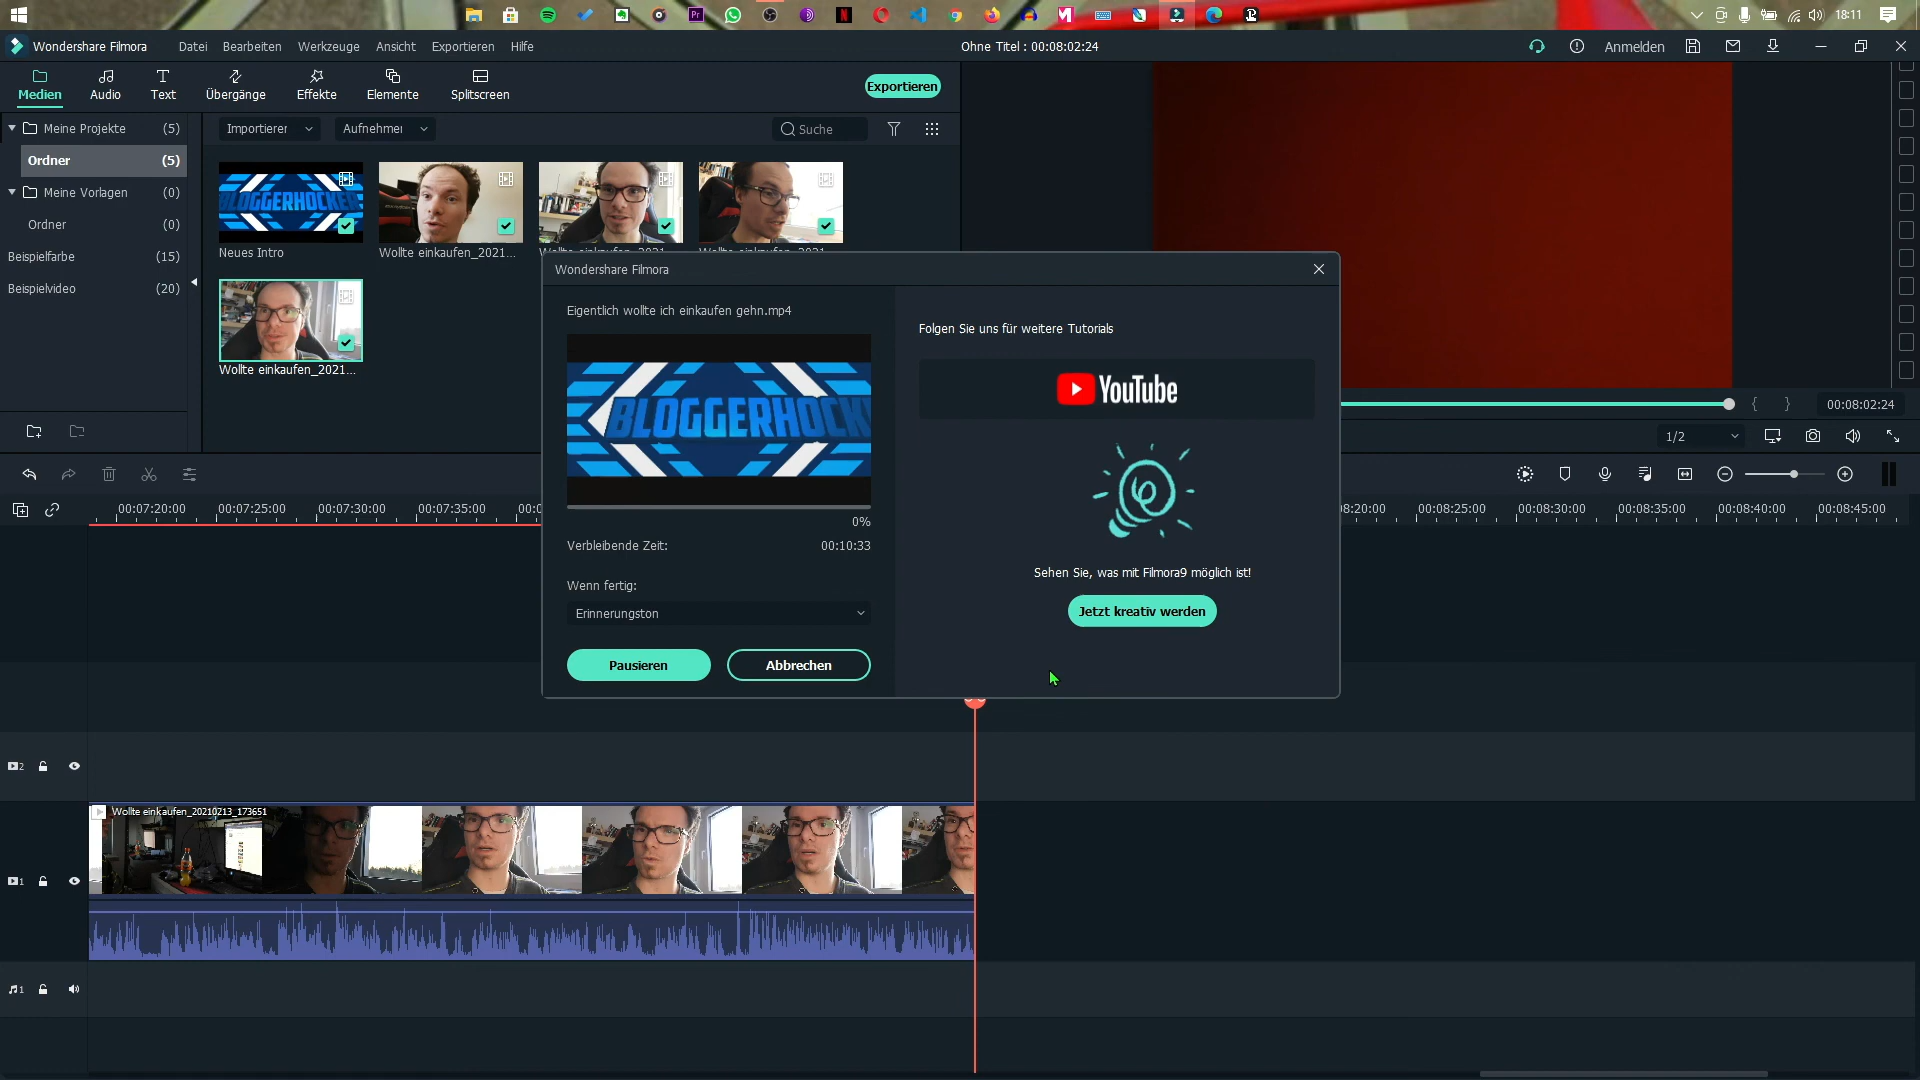 18:11
Wondershare Filmora
Datei
Bearbeiten
Werkzeuge
Ansicht
Exportieren
Hilfe
Ohne Titel : 00:08:02:24
Anmelden
Medien
Audio
Text
Übergänge
Effekte
Elemente
Splitscreen
Exportieren
Meine Projekte (5)
Ordner (5)
Meine Vorlagen (0)
Ordner (0)
Beispielfarbe (15)
Beispielvideo (20)
Importierer
Aufnehmer
Suche
BLOGGERHOCKER
Neues Intro
Wollte einkaufen_2021...
Wollte einkaufen_2021...
Wollte einkaufen_2021...
Wollte einkaufen_2021...
Wondershare Filmora
Eigentlich wollte ich einkaufen gehn.mp4
BLOGGERHOCK
0%
Verbleibende Zeit: 00:10:33
Wenn fertig:
Erinnerungston
Pausieren
Abbrechen
Folgen Sie uns für weitere Tutorials
YouTube
Sehen Sie, was mit Filmora9 möglich ist!
Jetzt kreativ werden
{ }
00:08:02:24
1/2
00:07:20:00
00:07:25:00
00:07:30:00
00:07:35:00
00:0
8:20:00
00:08:25:00
00:08:30:00
00:08:35:00
00:08:40:00
00:08:45:00
2
Wollte einkaufen_20210213_173651
1
1